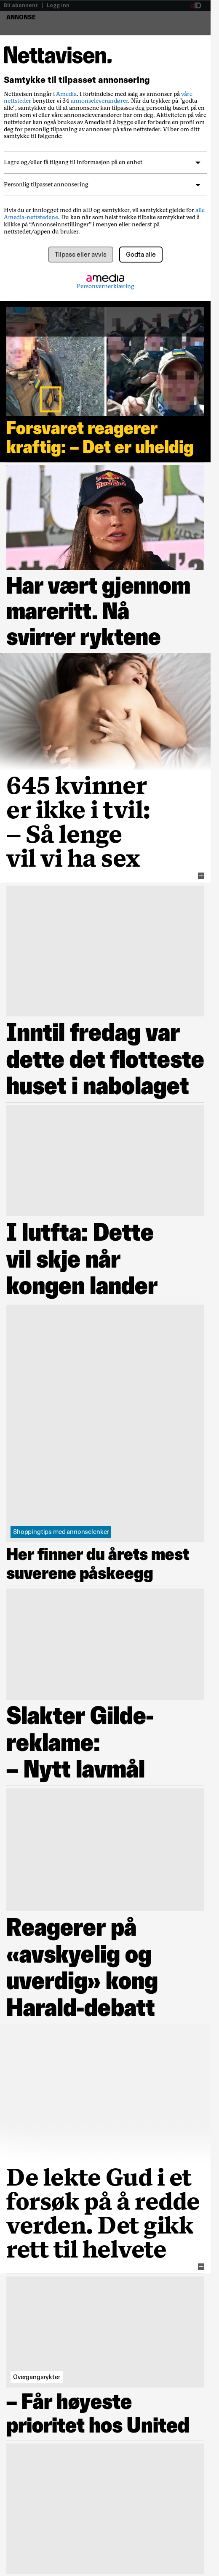 Bli abonnent | Logg inn
ANNONSE
Nettavisen.
Samtykke til tilpasset annonsering
Nettavisen inngår i Amedia. I forbindelse med salg av annonser på våre
nettsteder benytter vi 34 annonseleverandører. Når du trykker på "godta
alle", samtykker du til at annonsene kan tilpasses deg personlig basert på en
profil som vi eller våre annonseleverandører har om deg. Aktiviteten på våre
nettsteder kan også brukes av Amedia til å bygge eller forbedre en profil om
deg for personlig tilpasning av annonser på våre nettsteder. Her ser du ditt
samtykke til følgende:
Lagre og/eller få tilgang til informasjon på en enhet
Personlig tilpasset annonsering
Hvis du er innlogget med din aID og samtykker, vil samtykket gjelde for alle
Amedia-nettstedene. Du kan når som helst trekke tilbake samtykket ved å
klikke på “Personvernsinnstillinger” i menyen eller nederst på
nettstedet/appen du bruker.
Tilpass eller avvis
Godta alle
amedia
Personvernerklæring
Forsvaret reagerer
kraftig: – Det er uheldig
Har vært gjennom
mareritt. Nå
svirrer ryktene
645 kvinner
er ikke i tvil:
– Så lenge
vil vi ha sex
Inntil fredag var
dette det flotteste
huset i nabolaget
I lutfta: Dette
vil skje når
kongen lander
Shoppingtips med annonselenker
Her finner du årets mest
suverene påskeegg
Slakter Gilde-
reklame:
– Nytt lavmål
Reagerer på
«avskyelig og
uverdig» kong
Harald-debatt
De lekte Gud i et
forsøk på å redde
verden. Det gikk
rett til helvete
Overgangsrykter
– Får høyeste
prioritet hos United